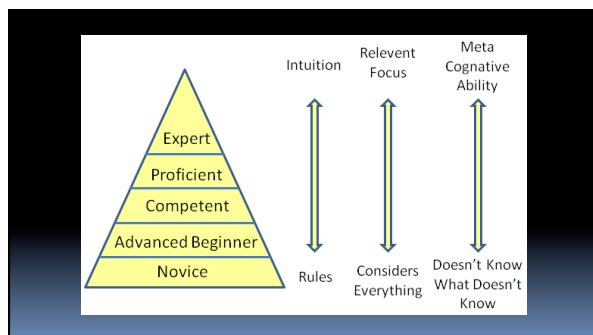 Expert
Proficient
Competent
Advanced Beginner
Novice
Intuition
Rules
Relevent
Focus
Considers
Everything
Meta
Cognitive
Ability
Doesn't Know
What Doesn't
Know